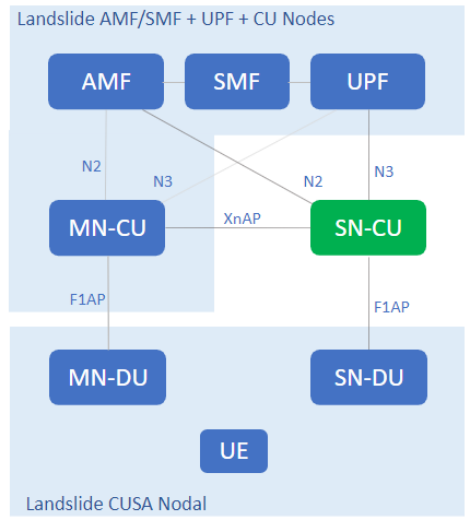 Landslide AMF/SMF + UPF + CU Nodes
AMF
SMF
UPF
N2
N3
N2
N3
MN-CU
XnAP
SN-CU
F1AP
F1AP
MN-DU
SN-DU
UE
Landslide CUSA Nodal